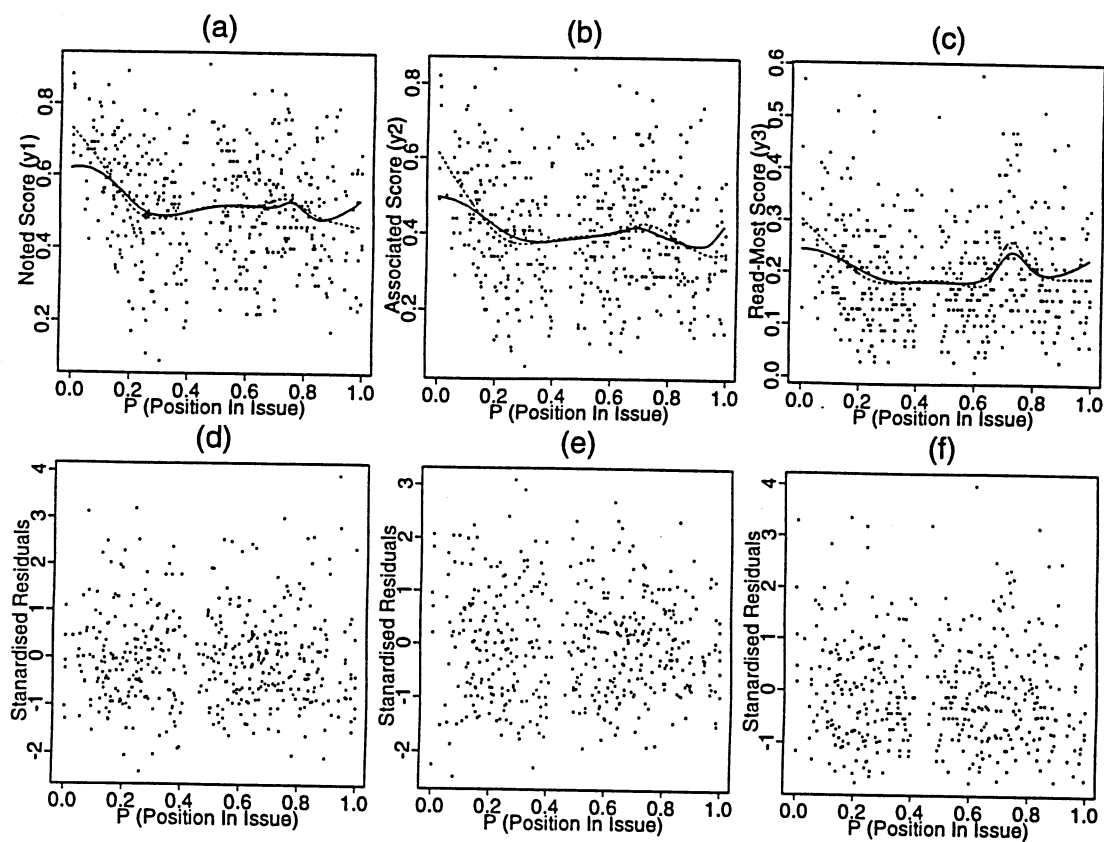 (a)
(b)
(c)
Noted Score (y1)
0.2 0.4 0.6 0.8
0.0 0.2 0.4 0.6 0.8 1.0
P (Position In Issue)
Associated Score (y2)
0.2 0.4 0.6 0.8
0.0 0.2 0.4 0.6 0.8 1.0
P (Position In Issue)
Read-Most Score (y3)
0.0 0.1 0.2 0.3 0.4 0.5 0.6
0.0 0.2 0.4 0.6 0.8 1.0
P (Position In Issue)
(d)
(e)
(f)
Stanardised Residuals
-2 -1 0 1 2 3 4
0.0 0.2 0.4 0.6 0.8 1.0
P (Position In Issue)
Stanardised Residuals
-2 -1 0 1 2 3
0.0 0.2 0.4 0.6 0.8 1.0
P (Position In Issue)
Stanardised Residuals
-1 0 1 2 4
0.0 0.2 0.4 0.6 0.8 1.0
P (Position In Issue)